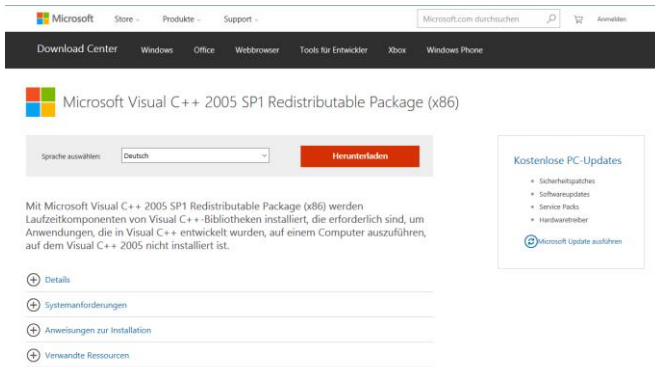 Microsoft Store Produkte Support Microsoft.com durchsuchen Anmelden
Download Center Windows Office Webbrowser Tools für Entwickler Xbox Windows Phone
Microsoft Visual C++ 2005 SP1 Redistributable Package (x86)
Sprache auswählen: Deutsch Herunterladen
Mit Microsoft Visual C++ 2005 SP1 Redistributable Package (x86) werden
Laufzeitkomponenten von Visual C++-Bibliotheken installiert, die erforderlich sind, um
Anwendungen, die in Visual C++ entwickelt wurden, auf einem Computer auszuführen,
auf dem Visual C++ 2005 nicht installiert ist.
Details
Systemanforderungen
Anweisungen zur Installation
Verwandte Ressourcen
Kostenlose PC-Updates
Sicherheitspatches
Softwareupdates
Service Packs
Hardwaretreiber
Microsoft Update ausführen